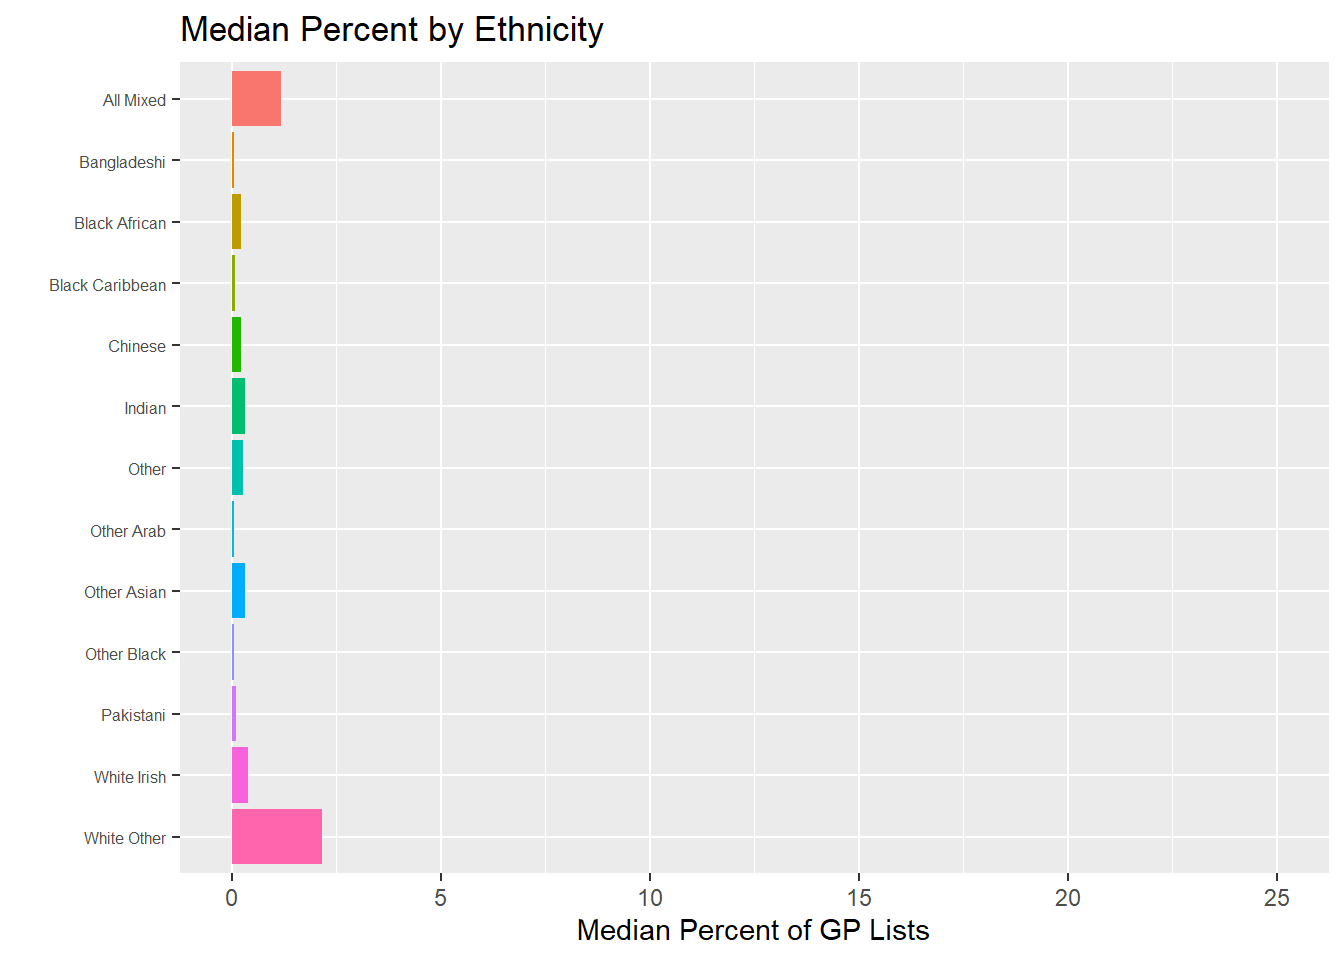 Median Percent by Ethnicity
All Mixed
Bangladeshi
Black African
Black Caribbean
Chinese
Indian
Other
Other Arab
Other Asian
Other Black
Pakistani
White Irish
White Other
0 5 10 15 20 25
Median Percent of GP Lists